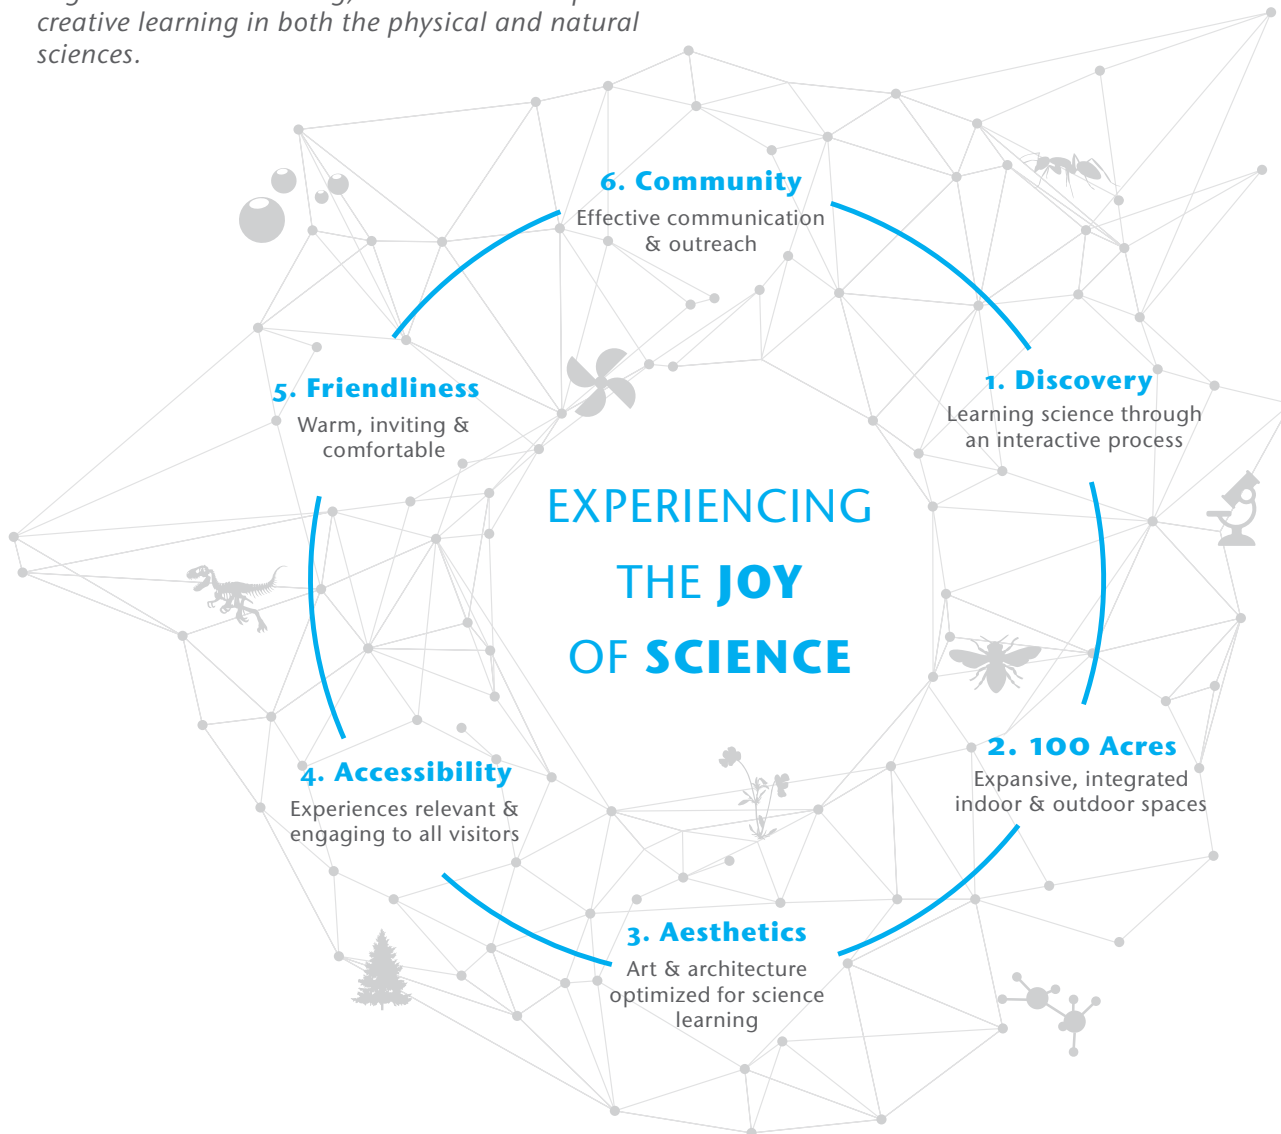 creative learning in both the physical and natural
sciences.
6. Community
Effective communication
& outreach
1. Discovery
Learning science through
an interactive process
2. 100 Acres
Expansive, integrated
indoor & outdoor spaces
3. Aesthetics
Art & architecture
optimized for science
learning
4. Accessibility
Experiences relevant &
engaging to all visitors
5. Friendliness
Warm, inviting &
comfortable
EXPERIENCING
THE JOY
OF SCIENCE